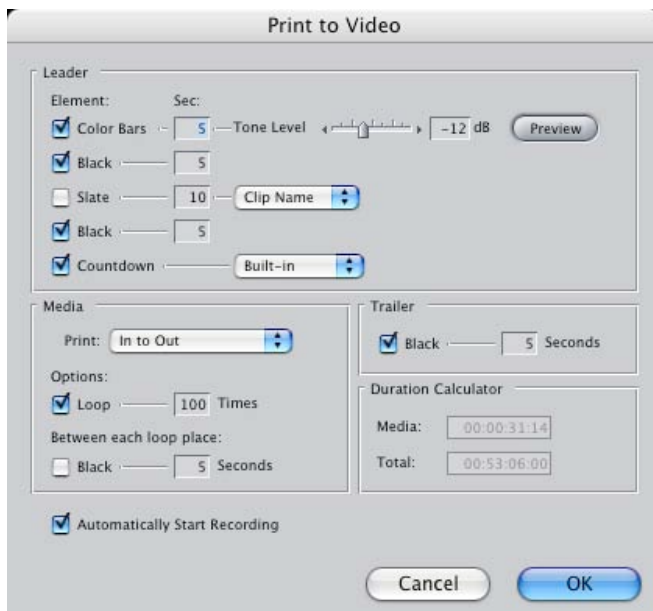 Print to Video
Leader
Element: Sec:
Color Bars 5 Tone Level -12 dB Preview
Black 5
Slate 10 Clip Name
Black 5
Countdown Built-in
Media
Print: In to Out
Options:
Loop 100 Times
Between each loop place:
Black 5 Seconds
Trailer
Black 5 Seconds
Duration Calculator
Media: 00:00:31:14
Total: 00:53:06:00
Automatically Start Recording
Cancel OK